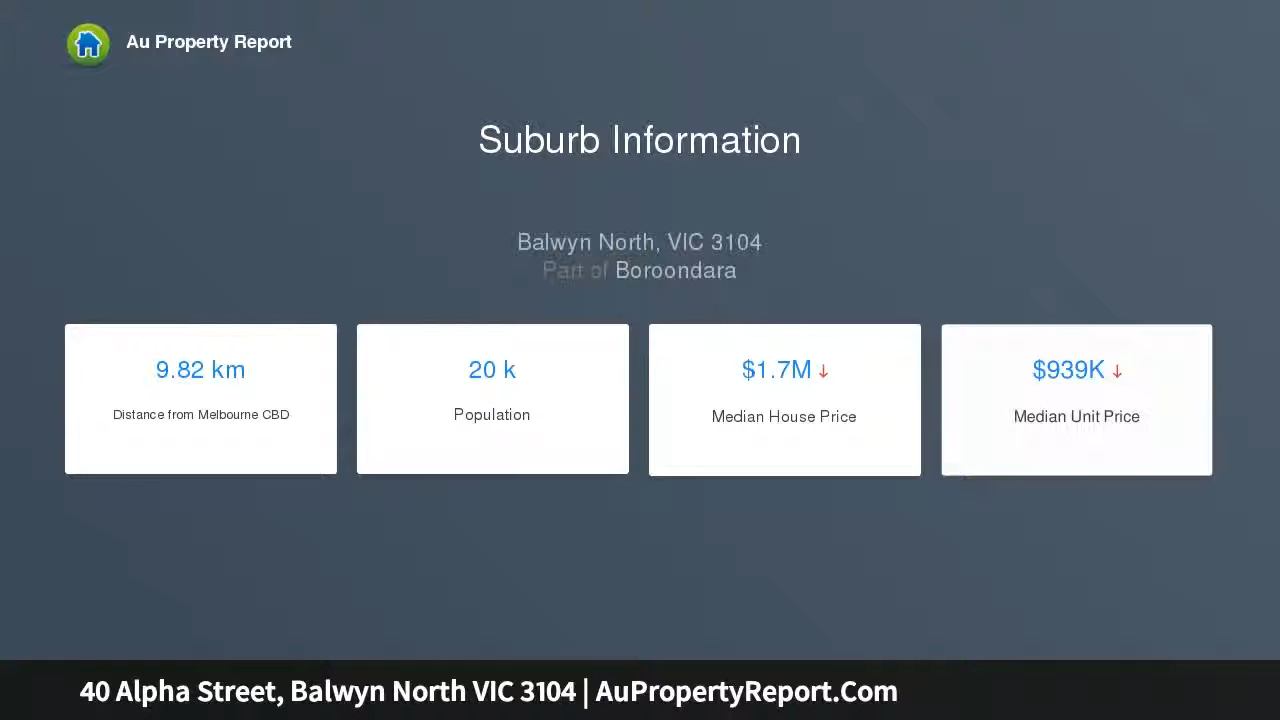 Au Property Report
Suburb Information
Balwyn North, VIC 3104
Part of Boroondara
9.82 km
Distance from Melbourne CBD
20 k
Population
$1.7M ↓
Median House Price
$939K ↓
Median Unit Price
40 Alpha Street, Balwyn North VIC 3104 | AuPropertyReport.Com